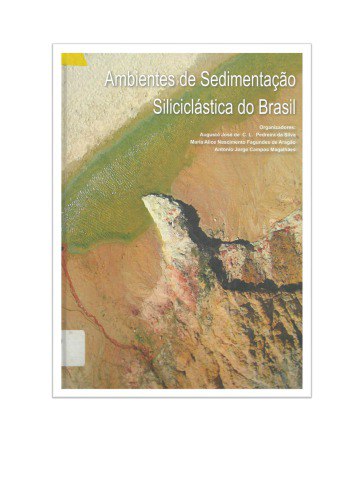 Ambientes de Sedimentação
Siliciclástica do Brasil
Organizadores:
Augusto José de C. L. Pedreira da Silva
Maria Alice Nascimento Fagundes de Aragão
Antonio Jorge Campos Magalhães